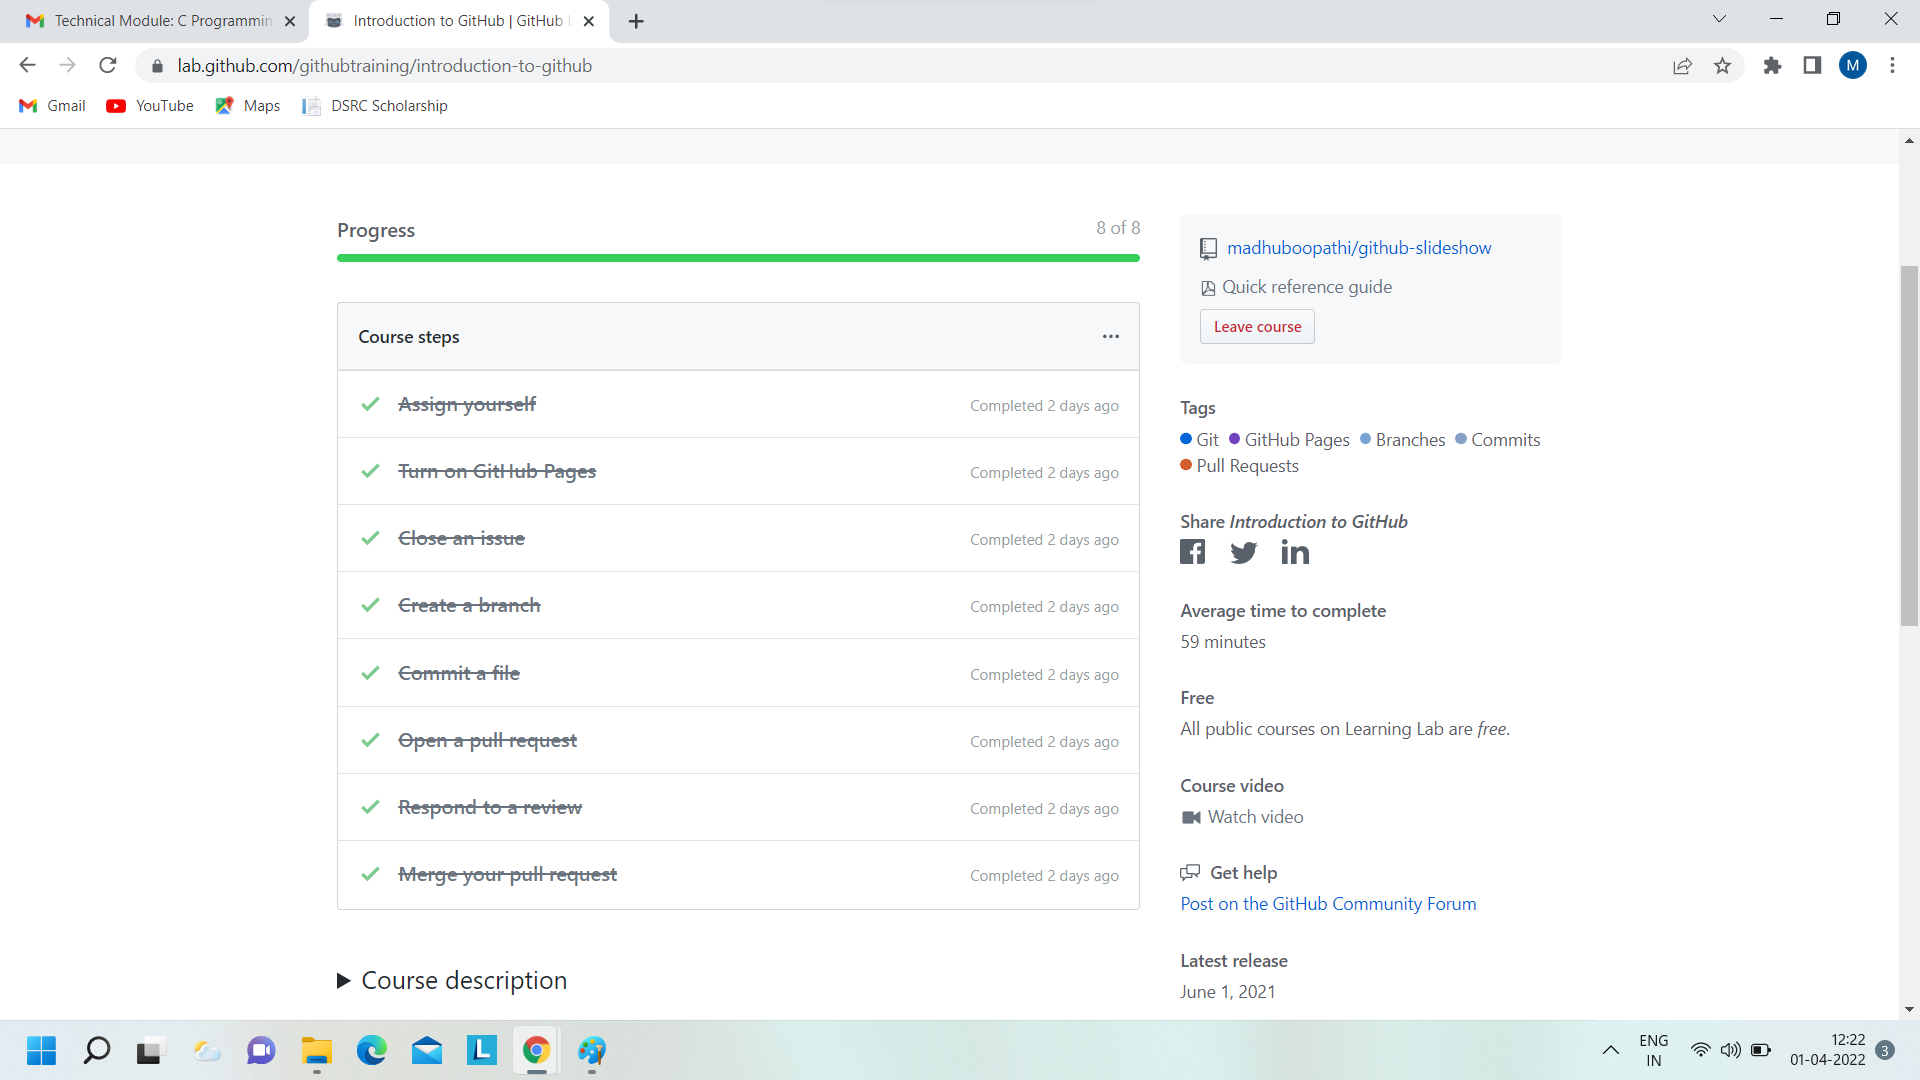 Technical Module: C Programmin
Introduction to GitHub | GitHub L
lab.github.com/githubtraining/introduction-to-github
M
Gmail
YouTube
Maps
DSRC Scholarship
Progress
8 of 8
Course steps
Assign yourself
Completed 2 days ago
Turn on GitHub Pages
Completed 2 days ago
Close an issue
Completed 2 days ago
Create a branch
Completed 2 days ago
Commit a file
Completed 2 days ago
Open a pull request
Completed 2 days ago
Respond to a review
Completed 2 days ago
Merge your pull request
Completed 2 days ago
Course description
madhuboopathi/github-slideshow
Quick reference guide
Leave course
Tags
Git GitHub Pages Branches Commits
Pull Requests
Share Introduction to GitHub
Average time to complete
59 minutes
Free
All public courses on Learning Lab are free.
Course video
Watch video
Get help
Post on the GitHub Community Forum
Latest release
June 1, 2021
L
ENG
IN
12:22
01-04-2022
3